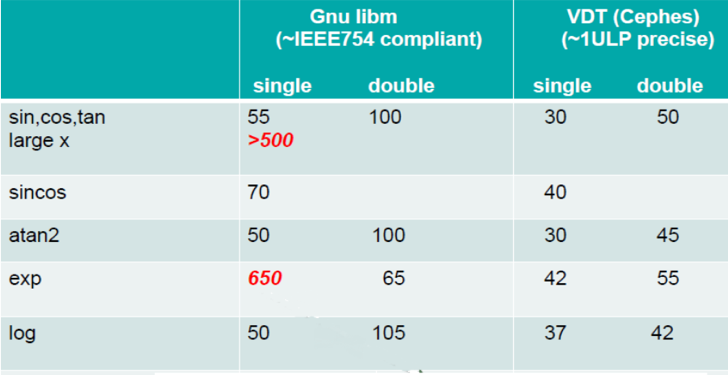 Gnu libm VDT (Cephes)
(~IEEE754 compliant) (~1ULP precise)
single double single double
sin,cos,tan 55 100 30 50
large x >500
sincos 70 40
atan2 50 100 30 45
exp 650 65 42 55
log 50 105 37 42